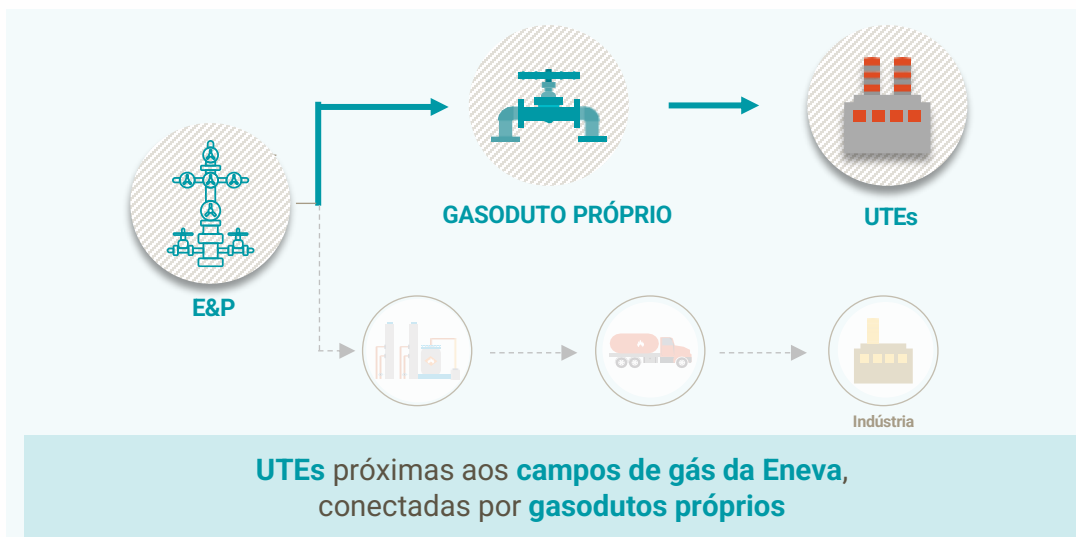 GASODUTO PRÓPRIO
UTEs
E&P
Indústria
UTEs próximas aos campos de gás da Eneva,
conectadas por gasodutos próprios